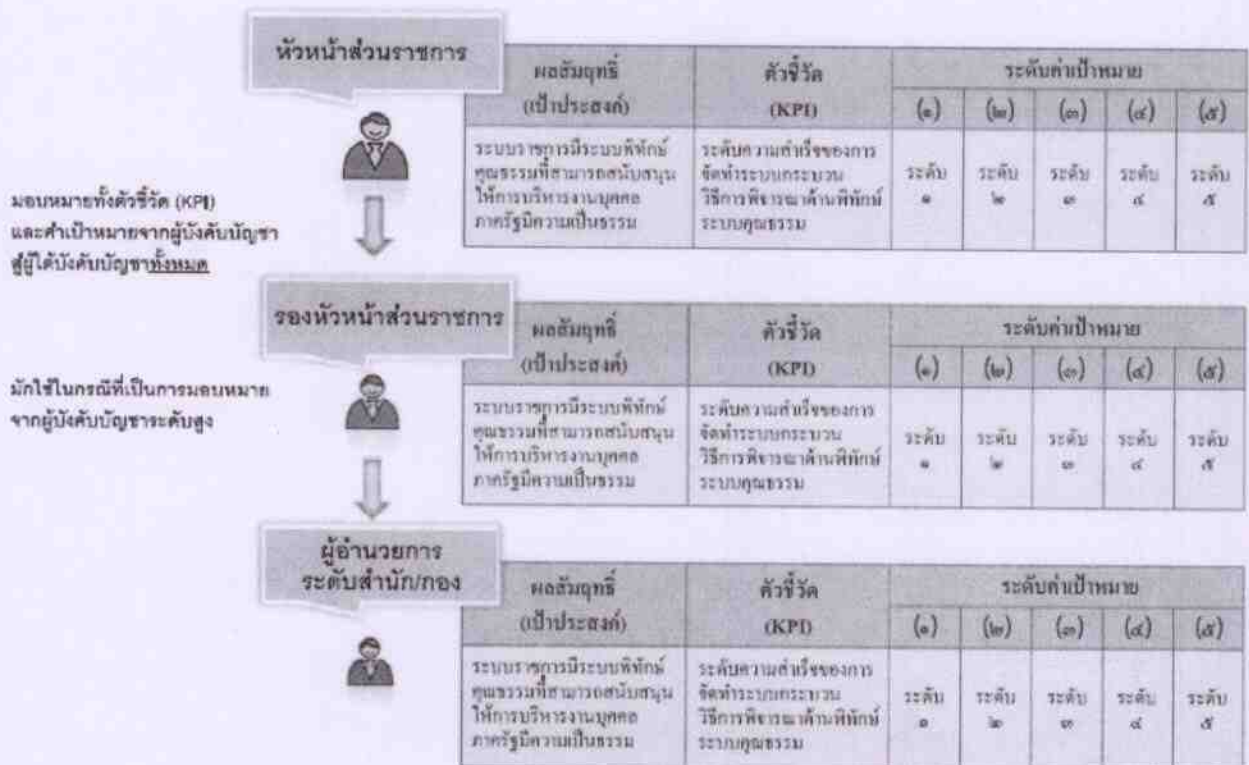 หัวหน้าส่วนราชการ
ผลสัมฤทธิ์ (เป้าประสงค์) ตัวชี้วัด (KPI) ระดับค่าเป้าหมาย
(๑) (๒) (๓) (๔) (๕)
ระบบราชการมีระบบพิทักษ์
คุณธรรมที่สามารถสนับสนุน
ให้การบริหารงานบุคคล
ภาครัฐมีความเป็นธรรม
ระดับความสำเร็จของการ
จัดทำระบบกระบวน
วิธีการพิจารณาด้านพิทักษ์
ระบบคุณธรรม
ระดับ ระดับ ระดับ ระดับ ระดับ
๑ ๒ ๓ ๔ ๕
มอบหมายทั้งตัวชี้วัด (KPI)
และค่าเป้าหมายจากผู้บังคับบัญชา
สู่ผู้ใต้บังคับบัญชาทั้งหมด
รองหัวหน้าส่วนราชการ
ผลสัมฤทธิ์ (เป้าประสงค์) ตัวชี้วัด (KPI) ระดับค่าเป้าหมาย
(๑) (๒) (๓) (๔) (๕)
ระบบราชการมีระบบพิทักษ์
คุณธรรมที่สามารถสนับสนุน
ให้การบริหารงานบุคคล
ภาครัฐมีความเป็นธรรม
ระดับความสำเร็จของการ
จัดทำระบบกระบวน
วิธีการพิจารณาด้านพิทักษ์
ระบบคุณธรรม
ระดับ ระดับ ระดับ ระดับ ระดับ
๑ ๒ ๓ ๔ ๕
มักใช้ในกรณีที่เป็นการมอบหมาย
จากผู้บังคับบัญชาระดับสูง
ผู้อำนวยการ
ระดับสำนัก/กอง
ผลสัมฤทธิ์ (เป้าประสงค์) ตัวชี้วัด (KPI) ระดับค่าเป้าหมาย
(๑) (๒) (๓) (๔) (๕)
ระบบราชการมีระบบพิทักษ์
คุณธรรมที่สามารถสนับสนุน
ให้การบริหารงานบุคคล
ภาครัฐมีความเป็นธรรม
ระดับความสำเร็จของการ
จัดทำระบบกระบวน
วิธีการพิจารณาด้านพิทักษ์
ระบบคุณธรรม
ระดับ ระดับ ระดับ ระดับ ระดับ
๑ ๒ ๓ ๔ ๕